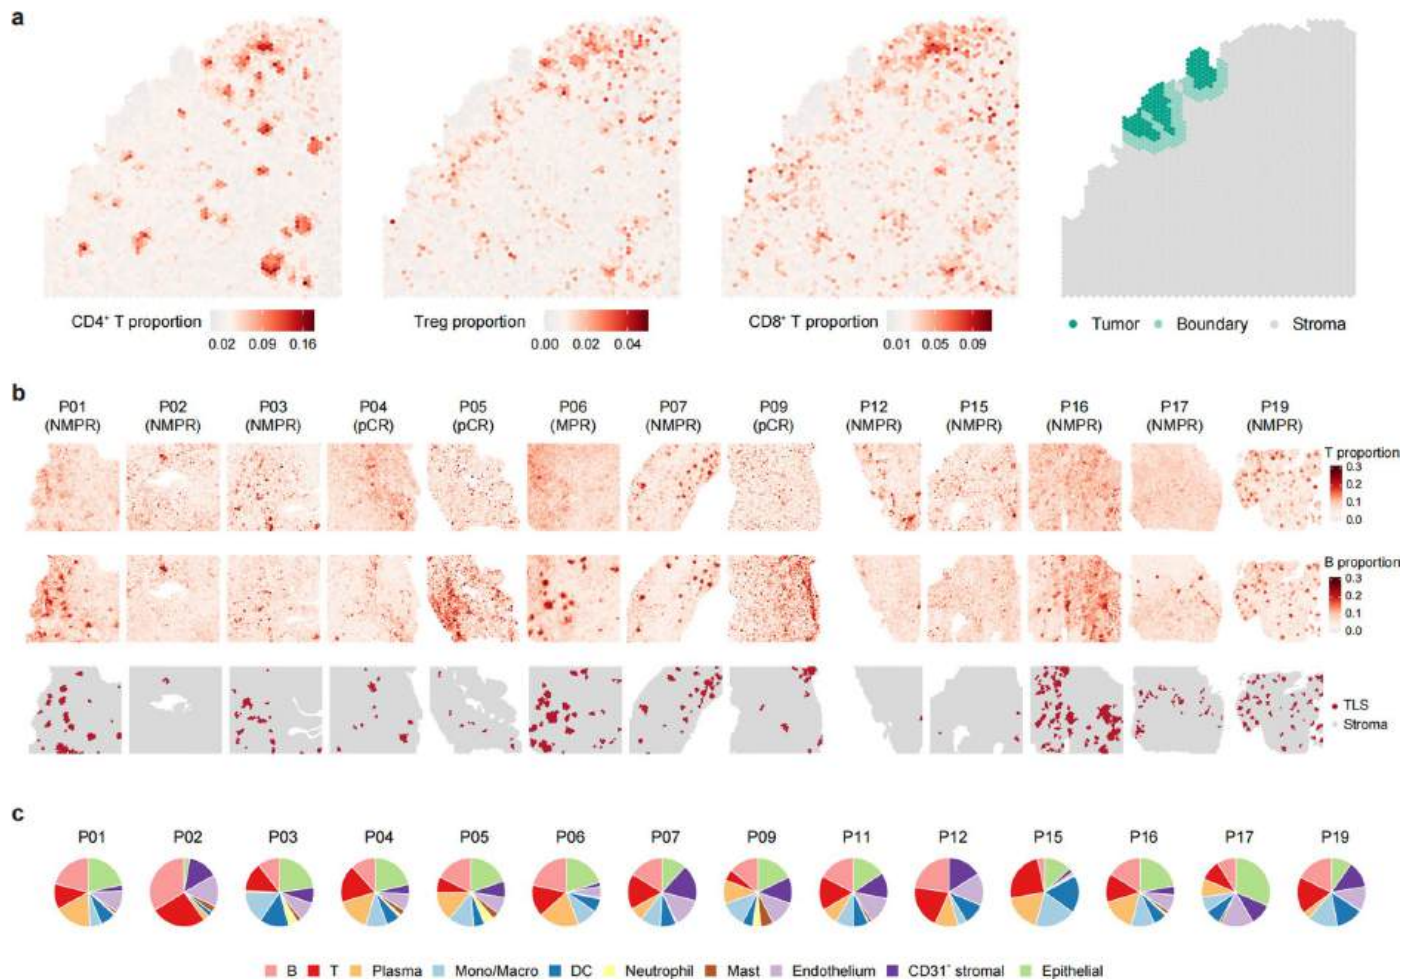 a
CD4⁺ T proportion
0.02 0.09 0.16
Treg proportion
0.00 0.02 0.04
CD8⁺ T proportion
0.01 0.05 0.09
Tumor Boundary Stroma
b
P01 P02 P03 P04 P05 P06 P07 P09 P12 P15 P16 P17 P19
(NMPR) (NMPR) (NMPR) (pCR) (pCR) (MPR) (NMPR) (pCR) (NMPR) (NMPR) (NMPR) (NMPR) (NMPR)
T proportion
0.3
0.2
0.1
0.0
B proportion
0.3
0.2
0.1
0.0
TLS
Stroma
c
P01 P02 P03 P04 P05 P06 P07 P09 P11 P12 P15 P16 P17 P19
B T Plasma Mono/Macro DC Neutrophil Mast Endothelium CD31⁻ stromal Epithelial